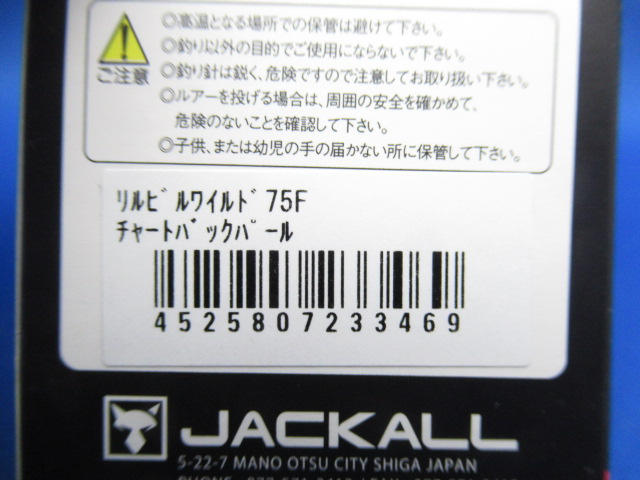 ◎高温となる場所での保管は避けて下さい。
◎釣り以外の目的でご使用にならないで下さい。
ご注意
◎釣り針は鋭く、危険ですので注意してお取り扱い下さい。
◎ルアーを投げる場合は、周囲の安全を確かめて、
危険のないことを確認して下さい。
◎子供、または幼児の手の届かない所に保管して下さい。
ﾘﾙﾋﾞﾙﾜｲﾙﾄﾞ75F
ﾁｬｰﾄﾊﾞｯｸﾊﾟｰﾙ
4525807233469
JACKALL
5-22-7 MANO OTSU CITY SHIGA JAPAN